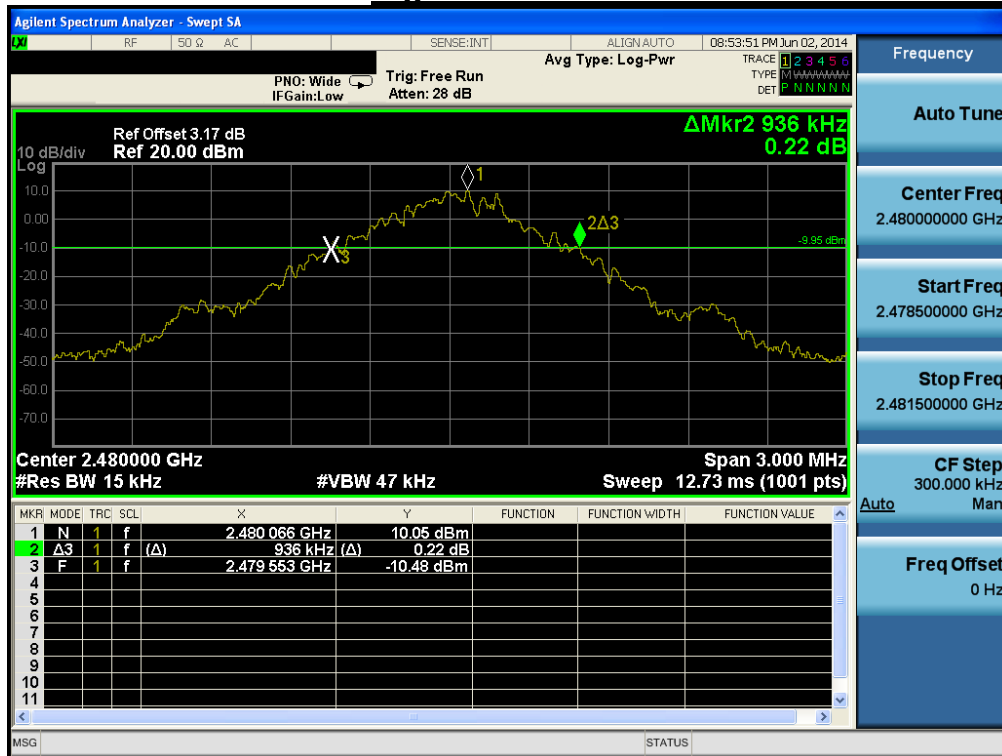 Agilent Spectrum Analyzer - Swept SA
LXI RF 50 Ω AC SENSE:INT ALIGN AUTO 08:53:51 PM Jun 02, 2014
PNO: Wide
IFGain:Low
Trig: Free Run
Atten: 28 dB
Avg Type: Log-Pwr
TRACE 1 2 3 4 5 6
TYPE M
DET P N N N N N
ΔMkr2 936 kHz
0.22 dB
Ref Offset 3.17 dB
10 dB/div Ref 20.00 dBm
Log
10.0
0.00
-10.0
-20.0
-30.0
-40.0
-50.0
-60.0
-70.0
1
2Δ3
3
-9.95 dBm
Center 2.480000 GHz Span 3.000 MHz
#Res BW 15 kHz #VBW 47 kHz Sweep 12.73 ms (1001 pts)
MKR MODE TRC SCL X Y FUNCTION FUNCTION WIDTH FUNCTION VALUE
1 N 1 f 2.480 066 GHz 10.05 dBm
2 Δ3 1 f (Δ) 936 kHz (Δ) 0.22 dB
3 F 1 f 2.479 553 GHz -10.48 dBm
4
5
6
7
8
9
10
11
MSG STATUS
Frequency
Auto Tune
Center Freq
2.480000000 GHz
Start Freq
2.478500000 GHz
Stop Freq
2.481500000 GHz
CF Step
300.000 kHz
Auto Man
Freq Offset
0 Hz